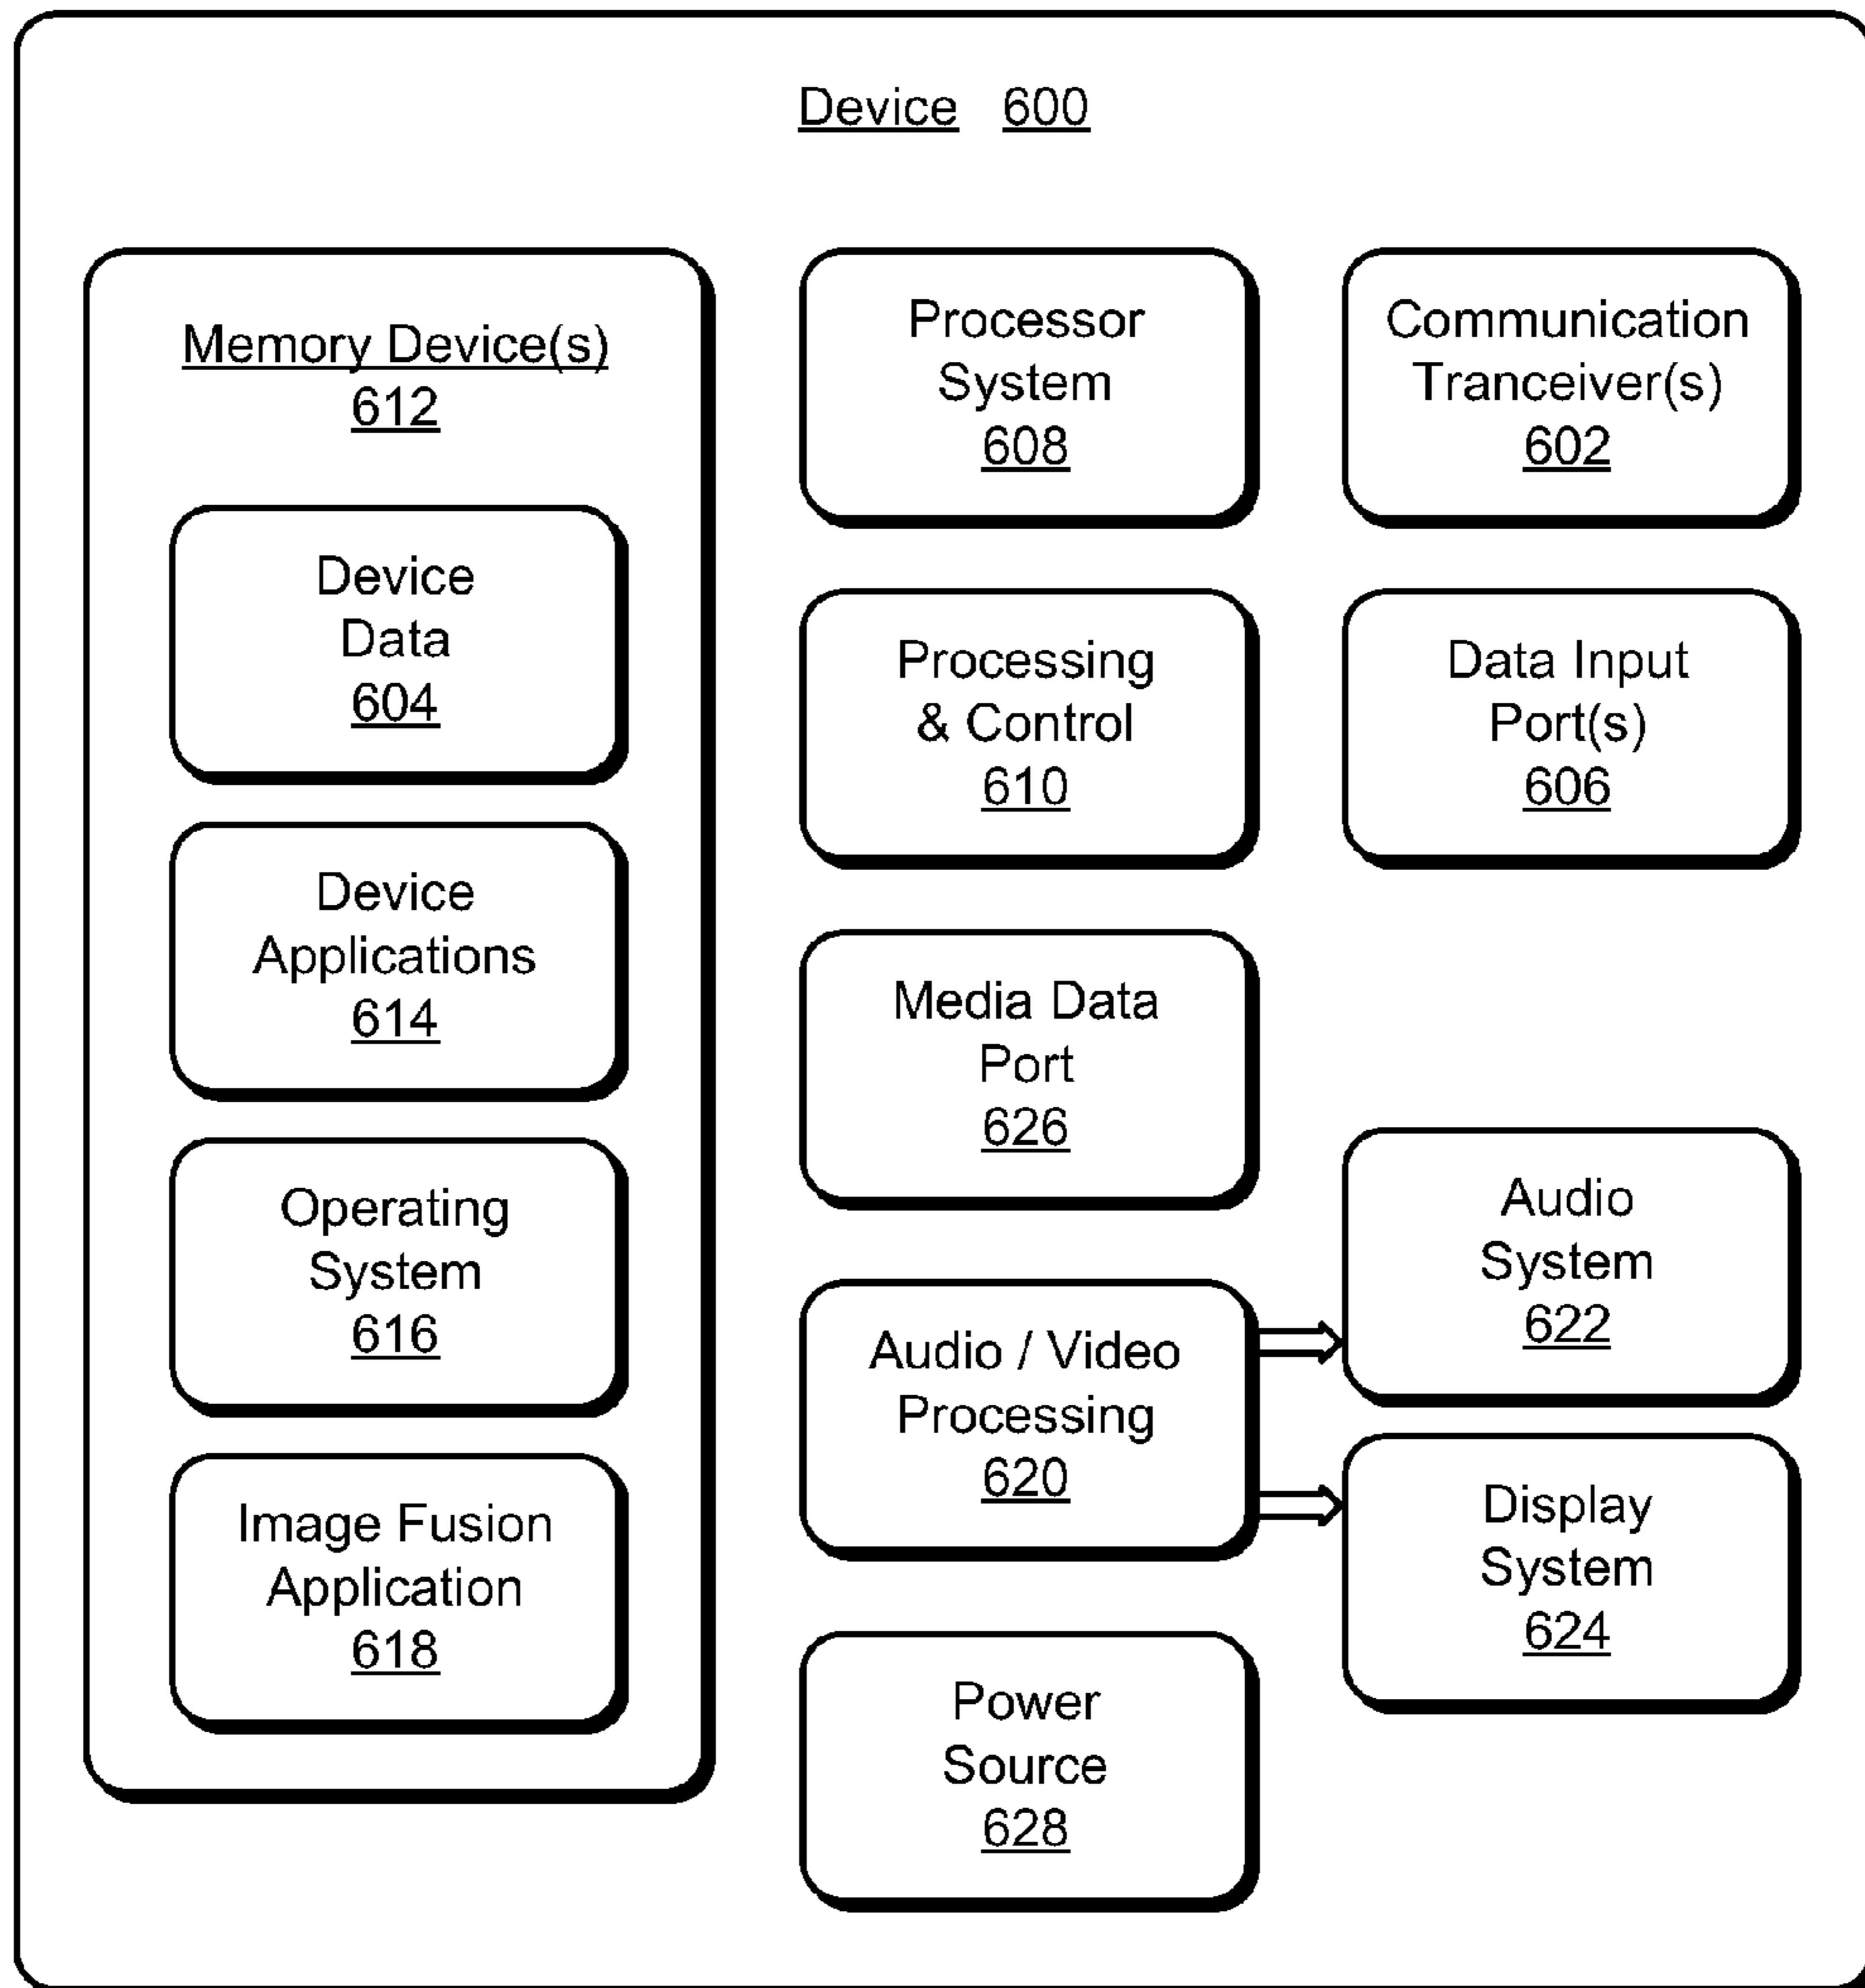 Device 600
Memory Device(s)
612
Device
Data
604
Device
Applications
614
Operating
System
616
Image Fusion
Application
618
Processor
System
608
Processing
& Control
610
Media Data
Port
626
Audio / Video
Processing
620
Power
Source
628
Communication
Tranceiver(s)
602
Data Input
Port(s)
606
Audio
System
622
Display
System
624